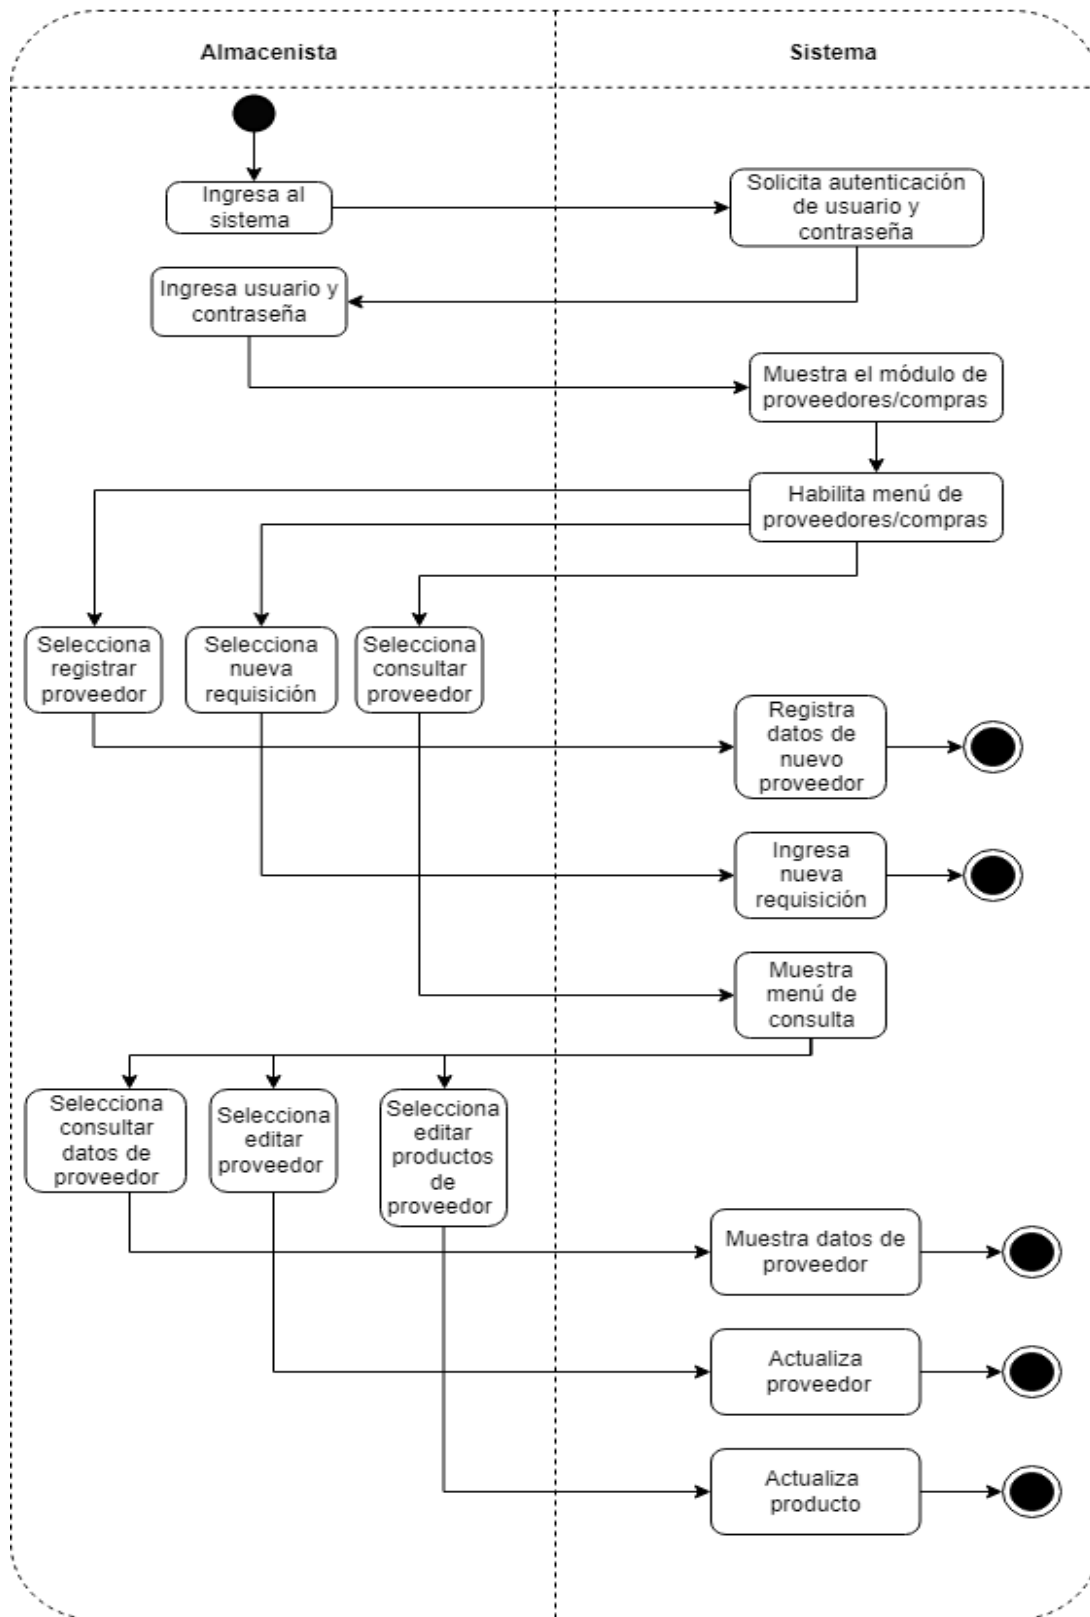 Almacenista
Sistema
Ingresa al
sistema
Solicita autenticación
de usuario y
contraseña
Ingresa usuario y
contraseña
Muestra el módulo de
proveedores/compras
Habilita menú de
proveedores/compras
Selecciona
registrar
proveedor
Selecciona
nueva
requisición
Selecciona
consultar
proveedor
Registra
datos de
nuevo
proveedor
Ingresa
nueva
requisición
Muestra
menú de
consulta
Selecciona
consultar
datos de
proveedor
Selecciona
editar
proveedor
Selecciona
editar
productos
de
proveedor
Muestra datos de
proveedor
Actualiza
proveedor
Actualiza
producto